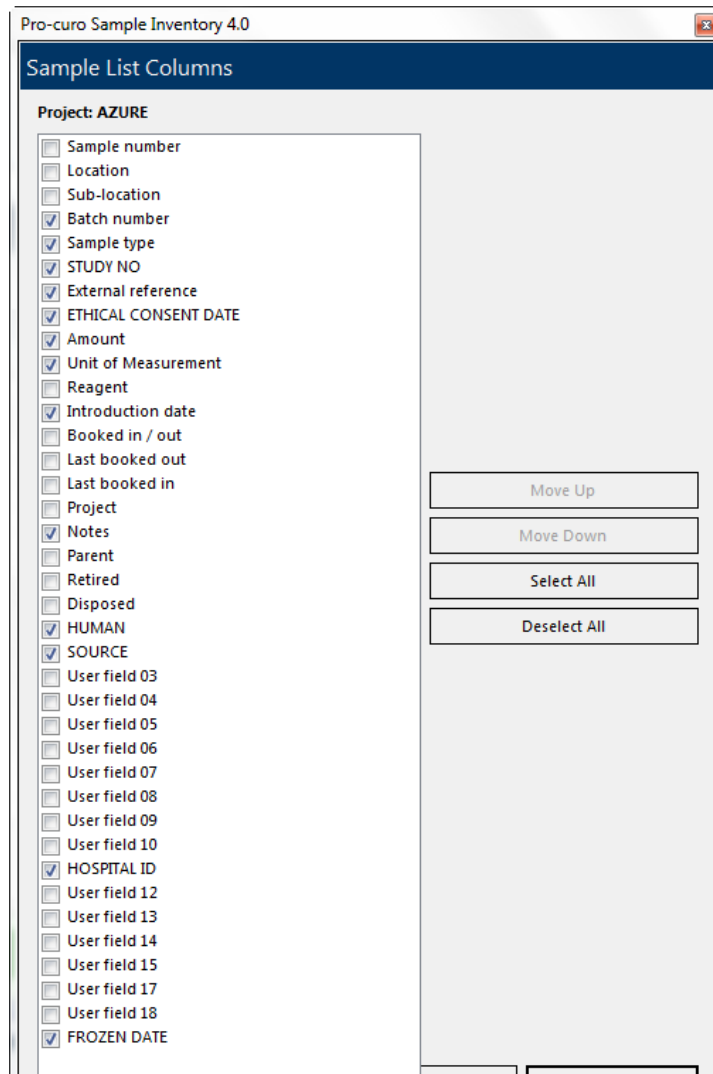 Pro-curo Sample Inventory 4.0
Sample List Columns
Project: AZURE
Sample number
Location
Sub-location
Batch number
Sample type
STUDY NO
External reference
ETHICAL CONSENT DATE
Amount
Unit of Measurement
Reagent
Introduction date
Booked in / out
Last booked out
Last booked in
Project
Notes
Parent
Retired
Disposed
HUMAN
SOURCE
User field 03
User field 04
User field 05
User field 06
User field 07
User field 08
User field 09
User field 10
HOSPITAL ID
User field 12
User field 13
User field 14
User field 15
User field 17
User field 18
FROZEN DATE
Move Up
Move Down
Select All
Deselect All